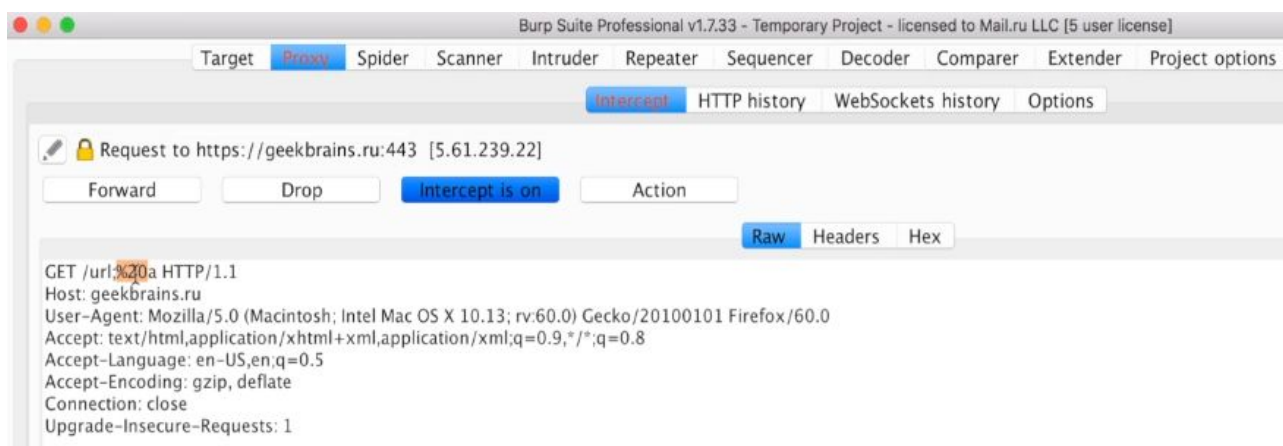 Burp Suite Professional v1.7.33 - Temporary Project - licensed to Mail.ru LLC [5 user license]
Target Proxy Spider Scanner Intruder Repeater Sequencer Decoder Comparer Extender Project options
Intercept HTTP history WebSockets history Options
Request to https://geekbrains.ru:443 [5.61.239.22]
Forward Drop Intercept is on Action
Raw Headers Hex
GET /url;%20a HTTP/1.1
Host: geekbrains.ru
User-Agent: Mozilla/5.0 (Macintosh; Intel Mac OS X 10.13; rv:60.0) Gecko/20100101 Firefox/60.0
Accept: text/html,application/xhtml+xml,application/xml;q=0.9,*/*;q=0.8
Accept-Language: en-US,en;q=0.5
Accept-Encoding: gzip, deflate
Connection: close
Upgrade-Insecure-Requests: 1